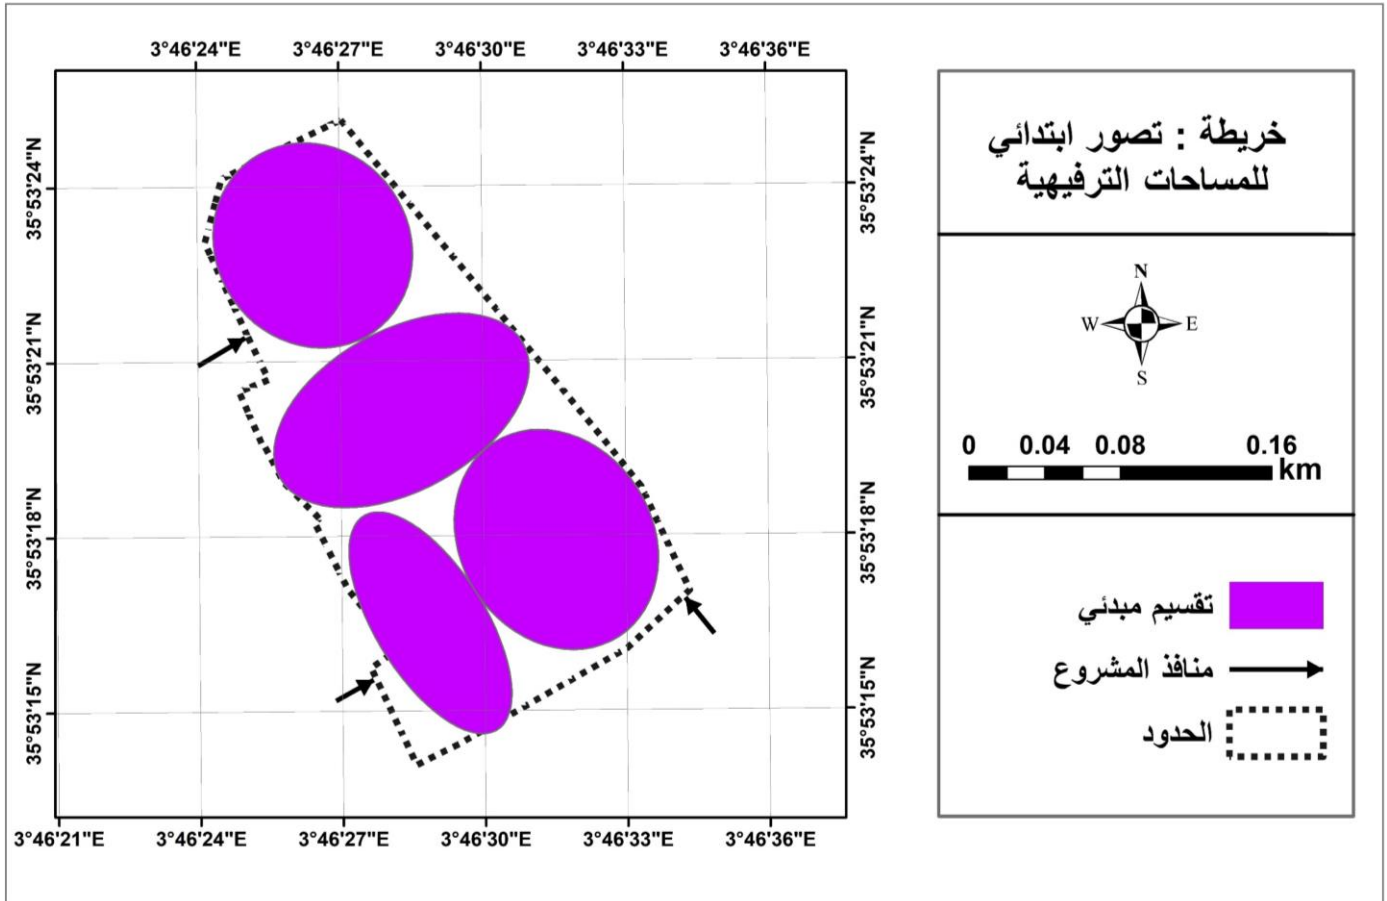 3°46'24"E 3°46'27"E 3°46'30"E 3°46'33"E 3°46'36"E
35°53'24"N
35°53'21"N
35°53'18"N
35°53'15"N
35°53'24"N
35°53'21"N
35°53'18"N
35°53'15"N
3°46'21"E 3°46'24"E 3°46'27"E 3°46'30"E 3°46'33"E 3°46'36"E
خريطة : تصور ابتدائي
للمساحات الترفيهية
N
W E
S
0 0.04 0.08 0.16
km
تقسيم مبدئي
منافذ المشروع
الحدود